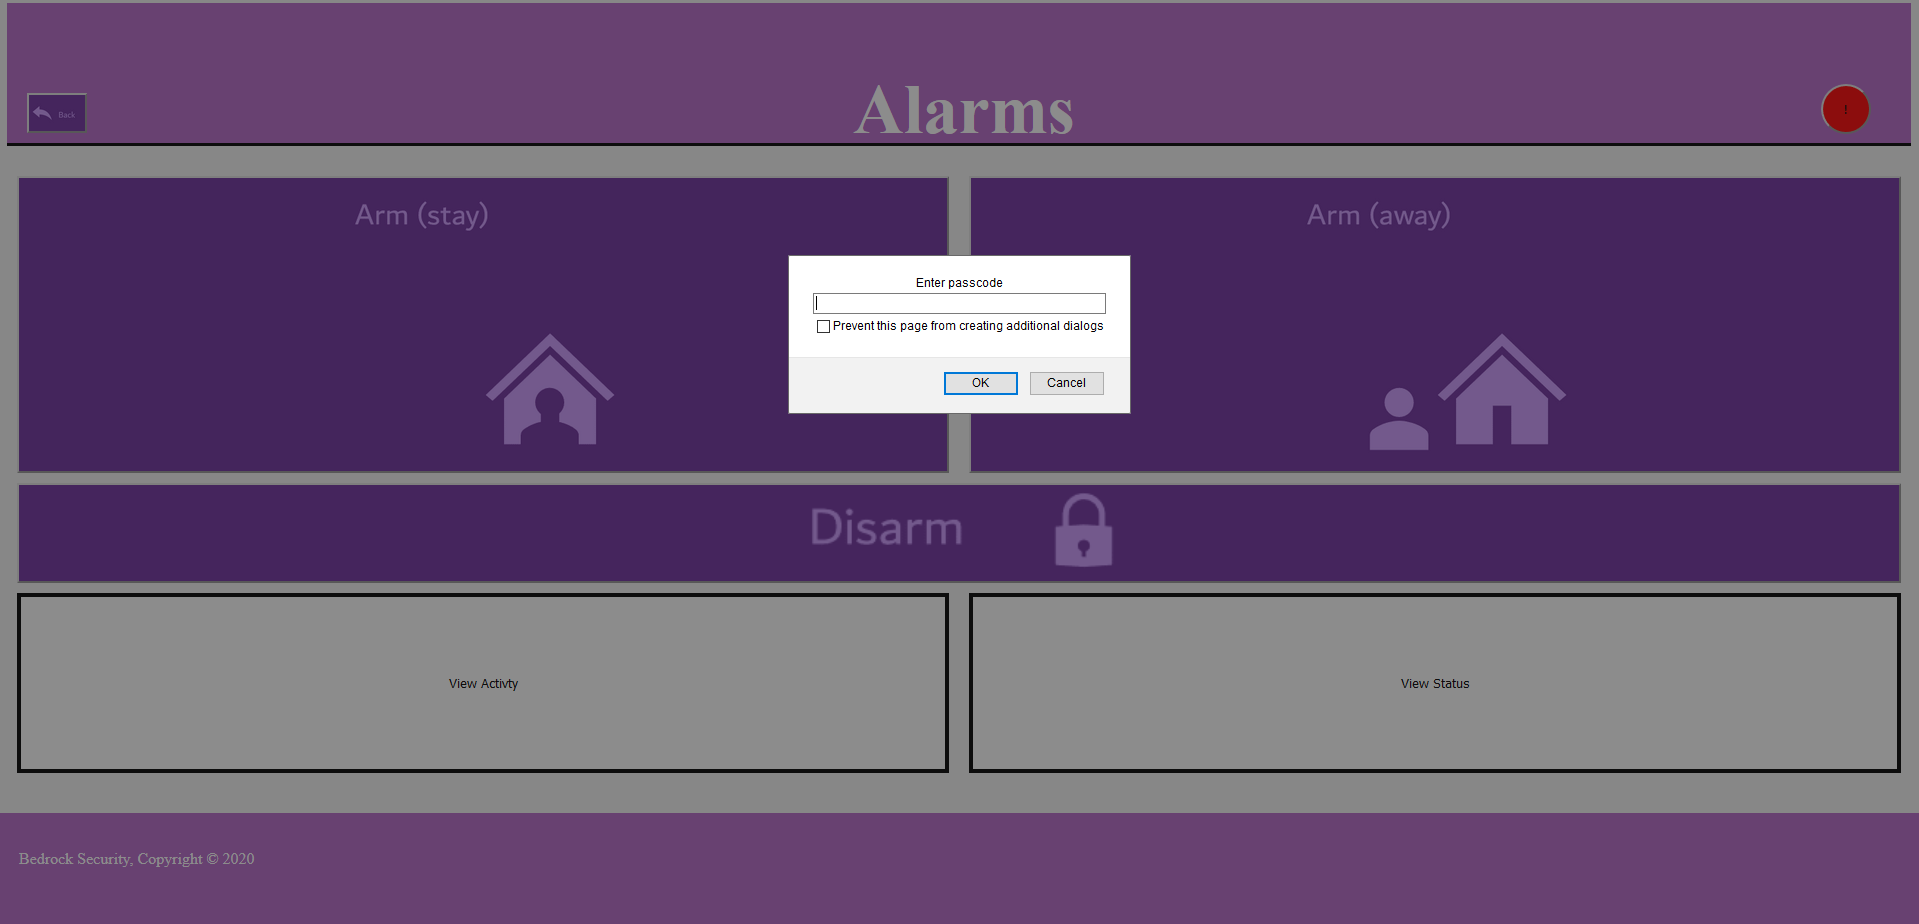 Back
Alarms
!
Arm (stay)
Arm (away)
Enter passcode
Prevent this page from creating additional dialogs
OK
Cancel
Disarm
View Activty
View Status
Bedrock Security, Copyright © 2020